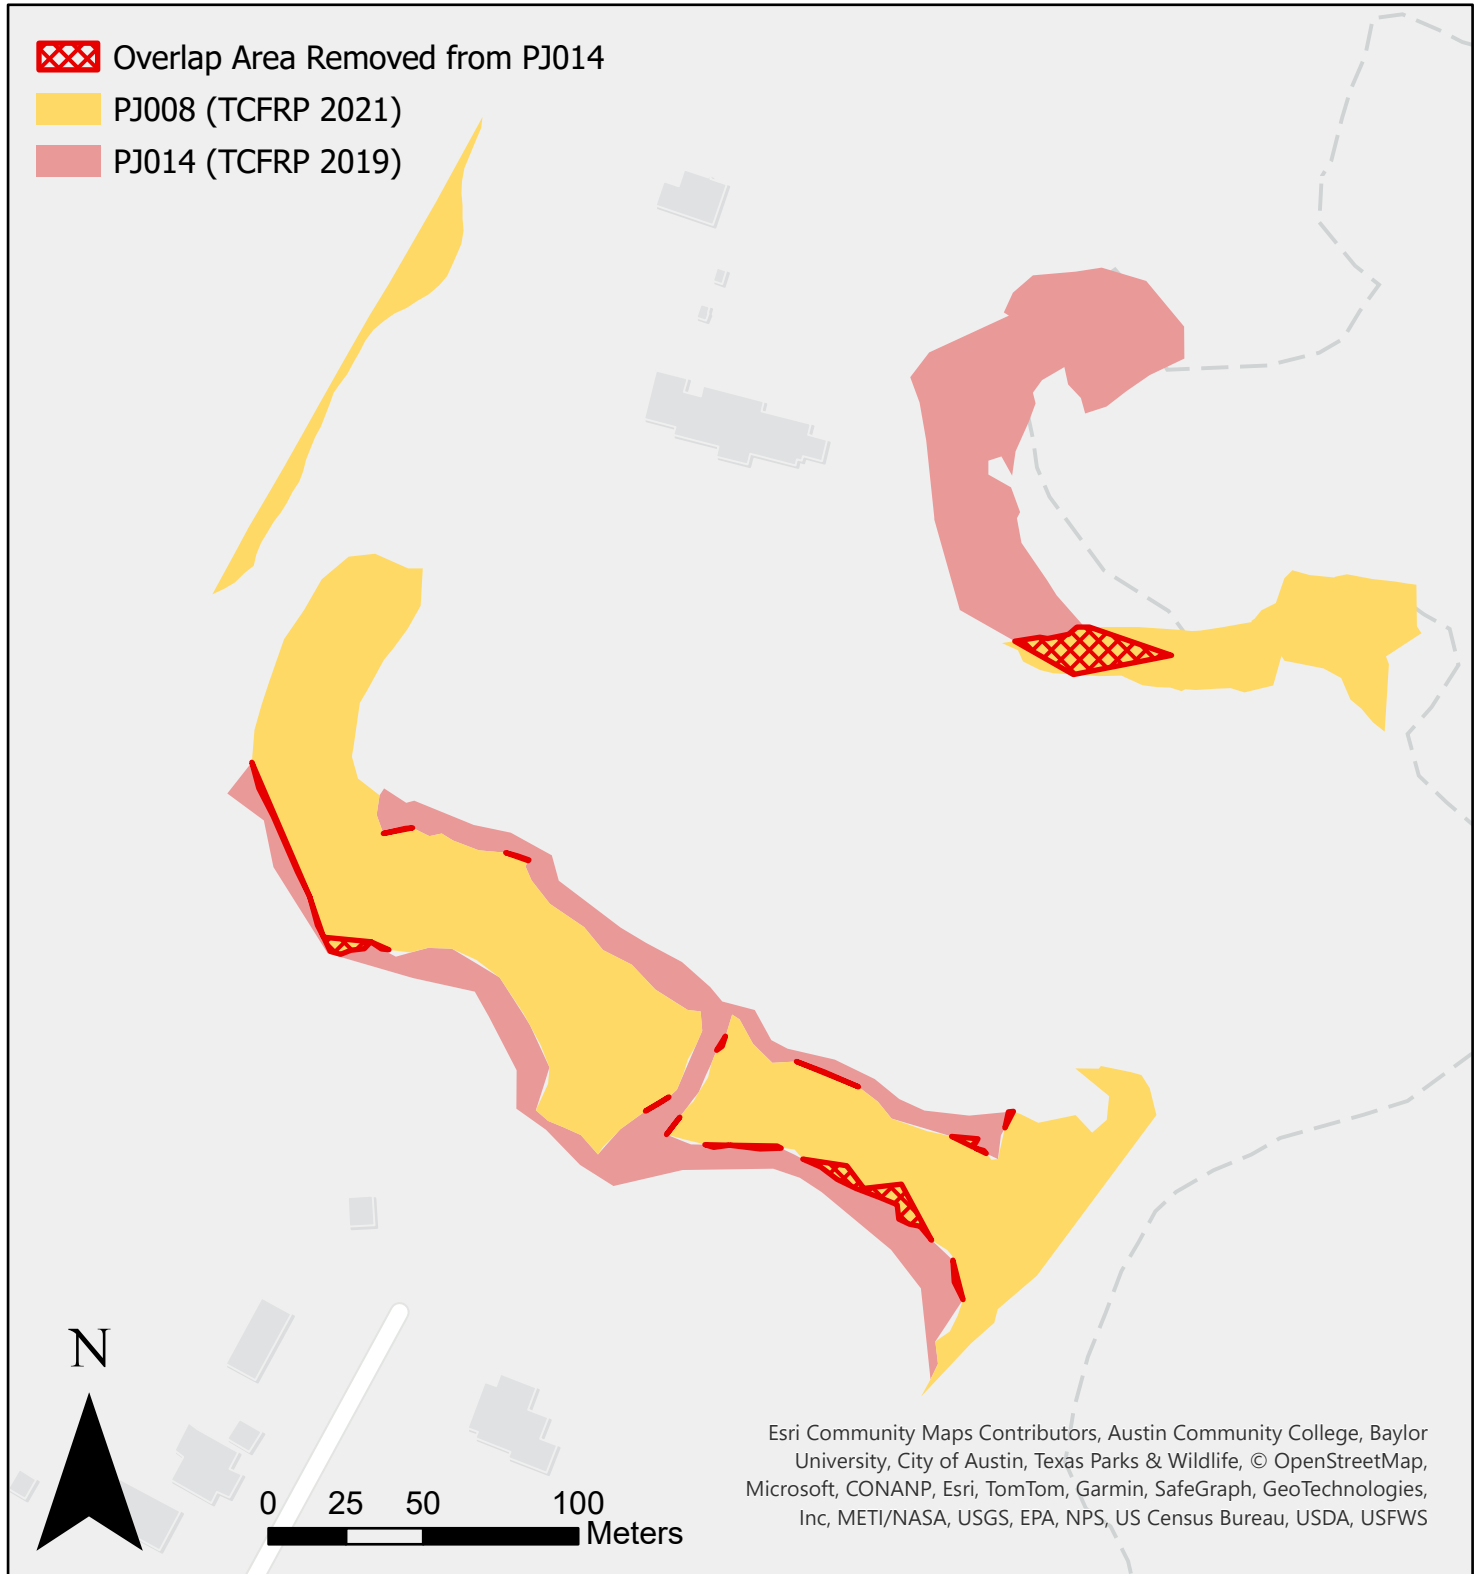 Overlap Area Removed from PJ014
PJ008 (TCFRP 2021)
PJ014 (TCFRP 2019)
N
0 25 50 100
Meters
Esri Community Maps Contributors, Austin Community College, Baylor
University, City of Austin, Texas Parks & Wildlife, © OpenStreetMap,
Microsoft, CONANP, Esri, TomTom, Garmin, SafeGraph, GeoTechnologies,
Inc, METI/NASA, USGS, EPA, NPS, US Census Bureau, USDA, USFWS